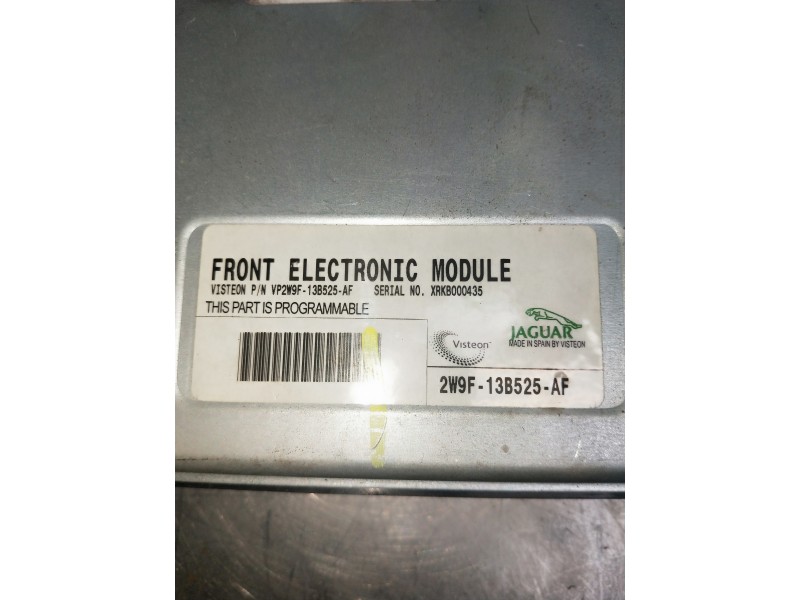 FRONT ELECTRONIC MODULE
VISTEON P/N VP2W9F-13B525-AF SERIAL NO. XRKB000435
THIS PART IS PROGRAMMABLE
Visteon
JAGUAR
MADE IN SPAIN BY VISTEON
2W9F-13B525-AF